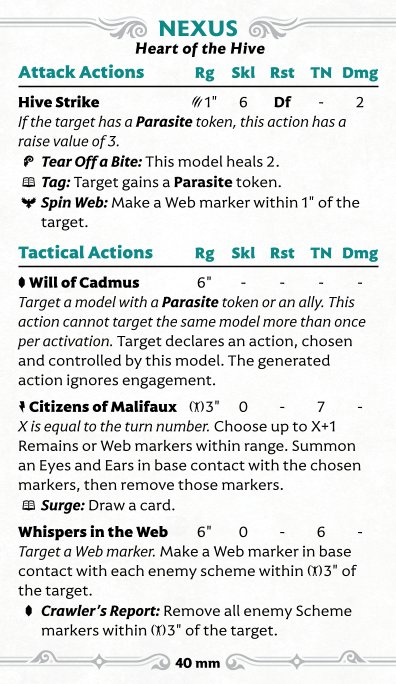 NEXUS
Heart of the Hive
Attack Actions Rg Skl Rst TN Dmg
Hive Strike 1" 6 Df - 2
If the target has a Parasite token, this action has a
raise value of 3.
Tear Off a Bite: This model heals 2.
Tag: Target gains a Parasite token.
Spin Web: Make a Web marker within 1" of the
target.
Tactical Actions Rg Skl Rst TN Dmg
Will of Cadmus 6" - - - -
Target a model with a Parasite token or an ally. This
action cannot target the same model more than once
per activation. Target declares an action, chosen
and controlled by this model. The generated
action ignores engagement.
Citizens of Malifaux 3" 0 - 7 -
X is equal to the turn number. Choose up to X+1
Remains or Web markers within range. Summon
an Eyes and Ears in base contact with the chosen
markers, then remove those markers.
Surge: Draw a card.
Whispers in the Web 6" 0 - 6 -
Target a Web marker. Make a Web marker in base
contact with each enemy scheme within 3" of
the target.
Crawler's Report: Remove all enemy Scheme
markers within 3" of the target.
40 mm